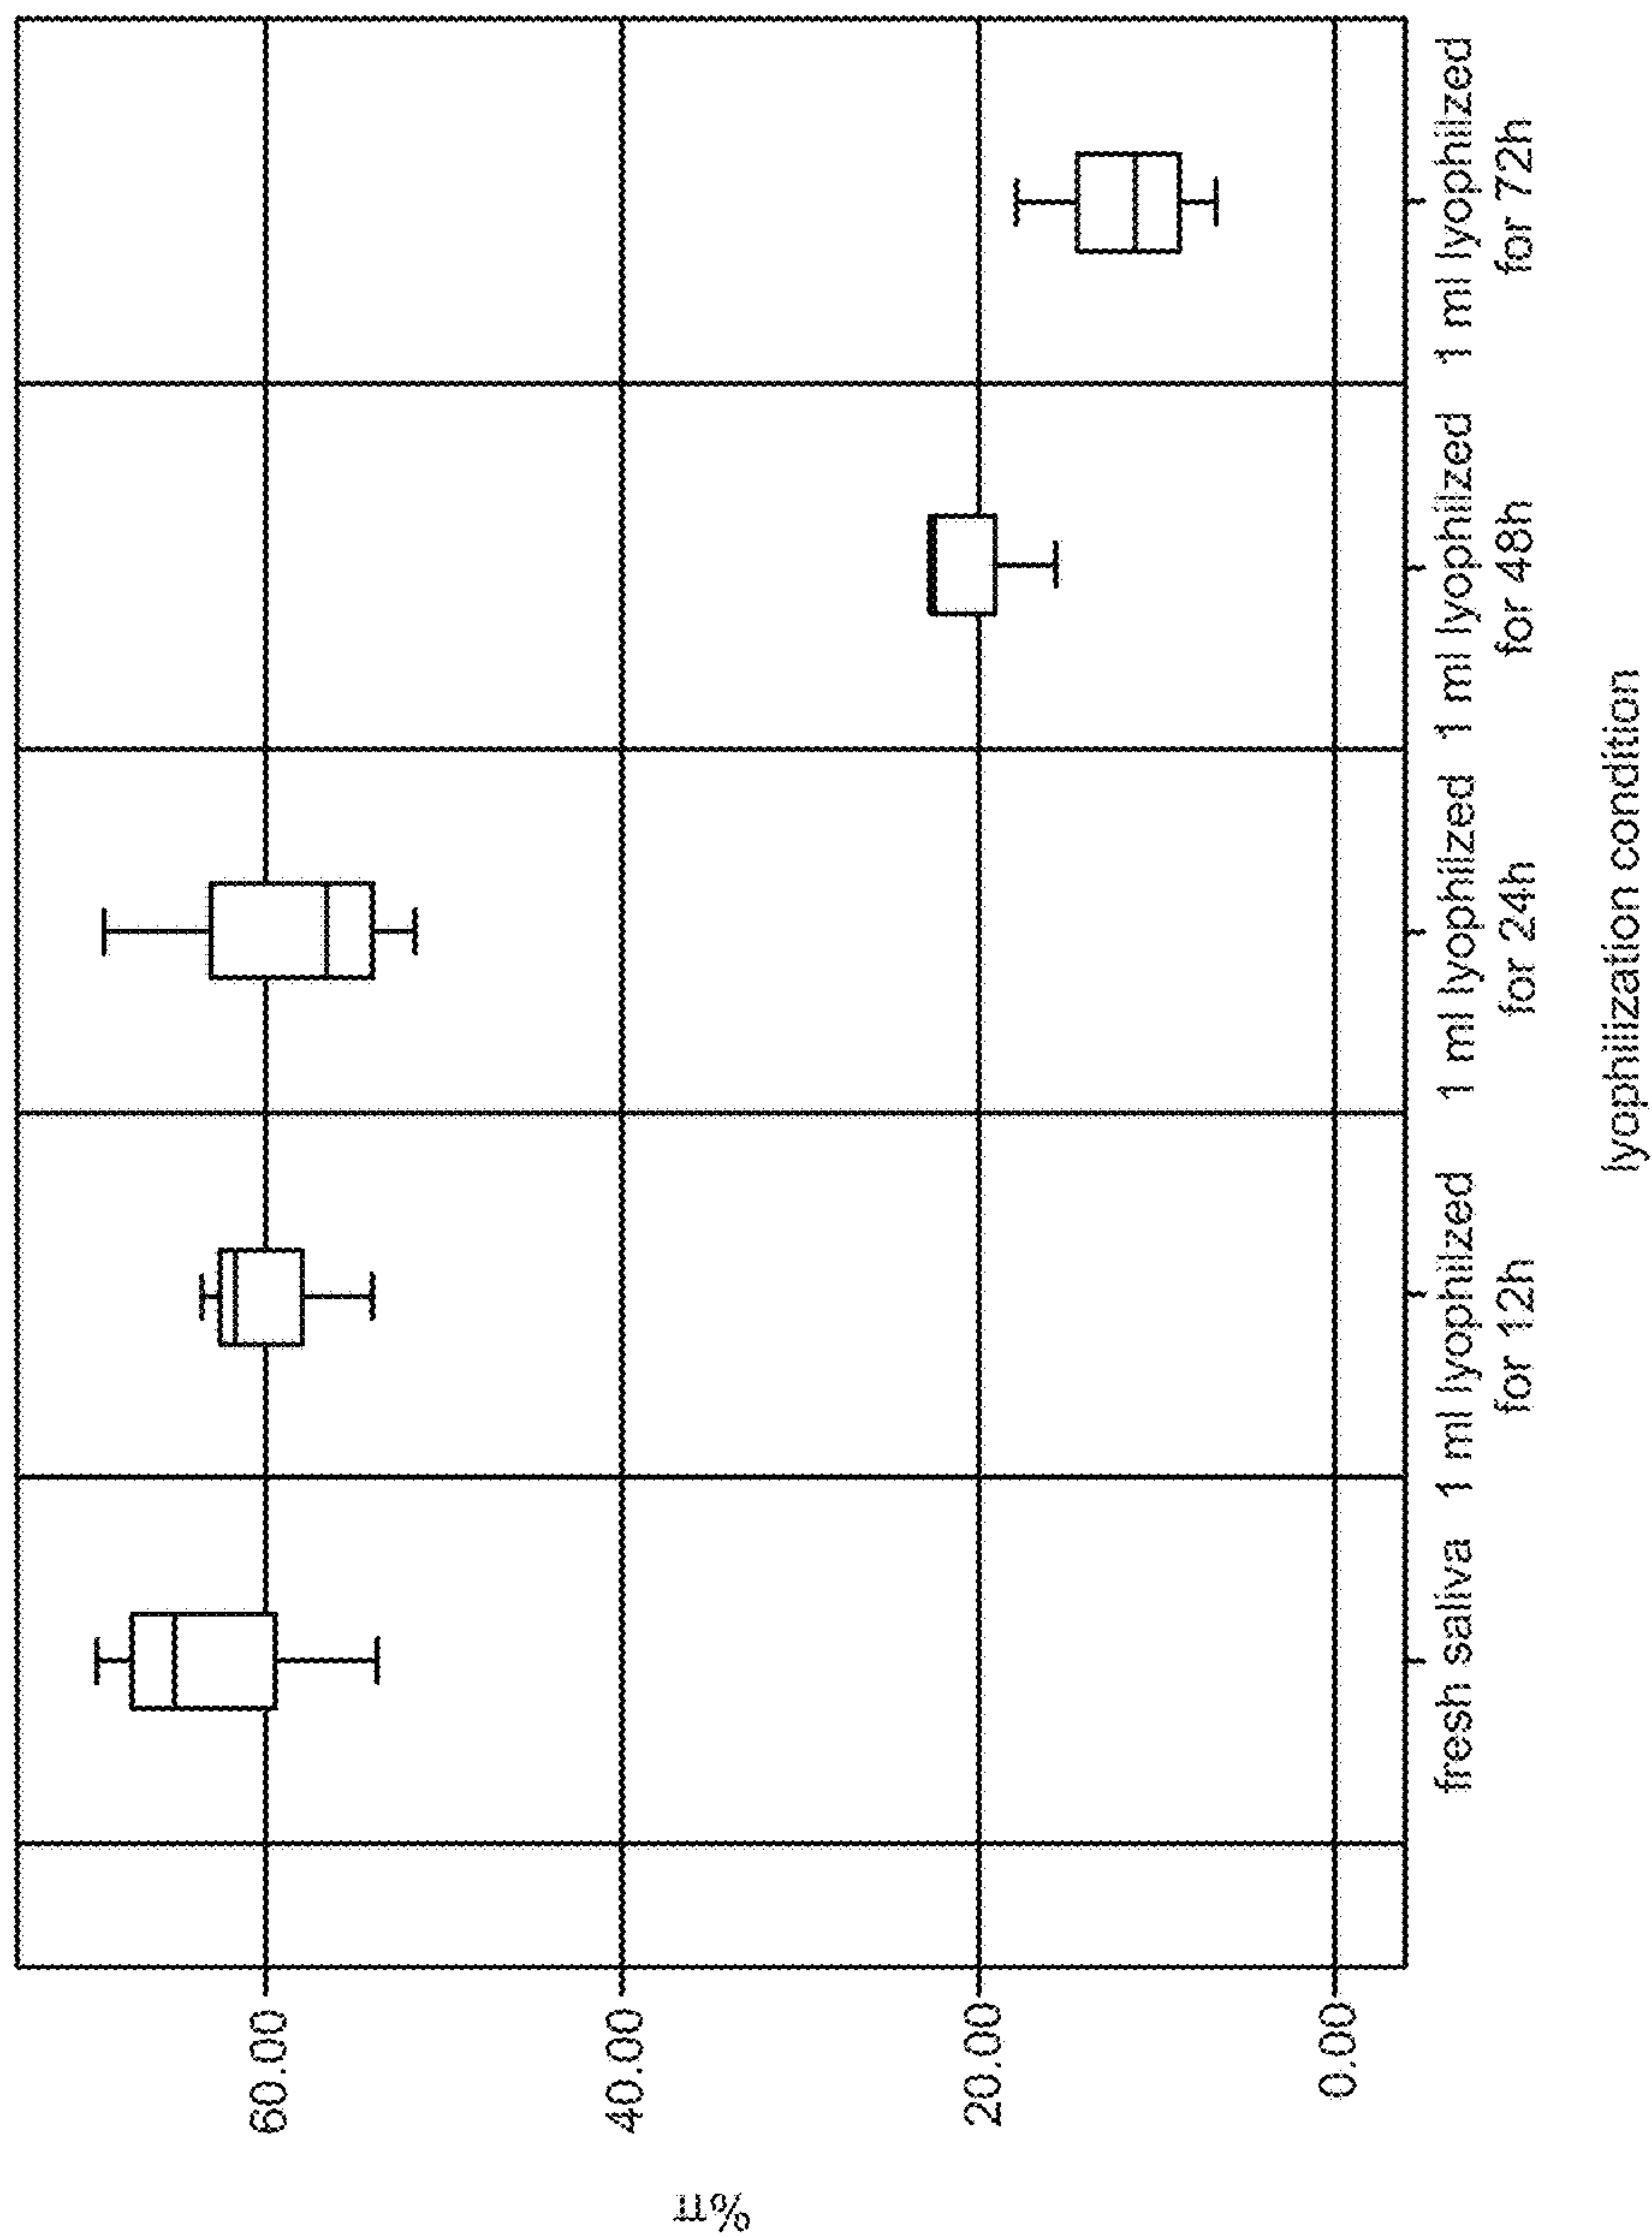 60.00
40.00
20.00
0.00
fresh saliva
1 ml lyophilized
for 12h
1 ml lyophilized
for 24h
1 ml lyophilized
for 48h
1 ml lyophilized
for 72h
lyophilization condition